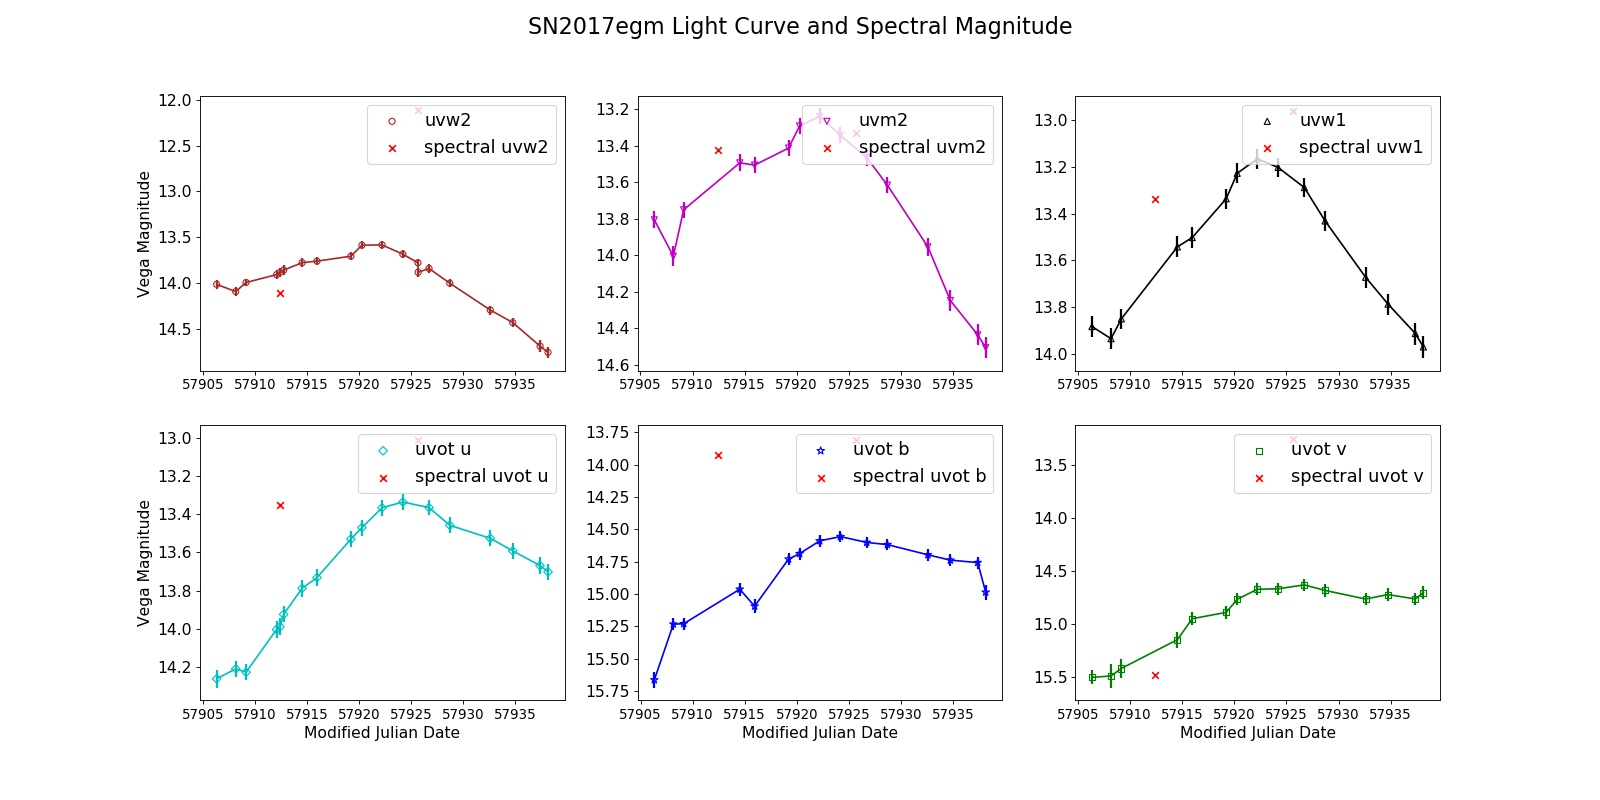 SN2017egm Light Curve and Spectral Magnitude
Vega Magnitude
12.0
12.5
13.0
13.5
14.0
14.5
uvw2
spectral uvw2
57905 57910 57915 57920 57925 57930 57935
13.2
13.4
13.6
13.8
14.0
14.2
14.4
14.6
uvm2
spectral uvm2
57905 57910 57915 57920 57925 57930 57935
13.0
13.2
13.4
13.6
13.8
14.0
uvw1
spectral uvw1
57905 57910 57915 57920 57925 57930 57935
Vega Magnitude
13.0
13.2
13.4
13.6
13.8
14.0
14.2
uvot u
spectral uvot u
57905 57910 57915 57920 57925 57930 57935
Modified Julian Date
13.75
14.00
14.25
14.50
14.75
15.00
15.25
15.50
15.75
uvot b
spectral uvot b
57905 57910 57915 57920 57925 57930 57935
Modified Julian Date
13.5
14.0
14.5
15.0
15.5
uvot v
spectral uvot v
57905 57910 57915 57920 57925 57930 57935
Modified Julian Date